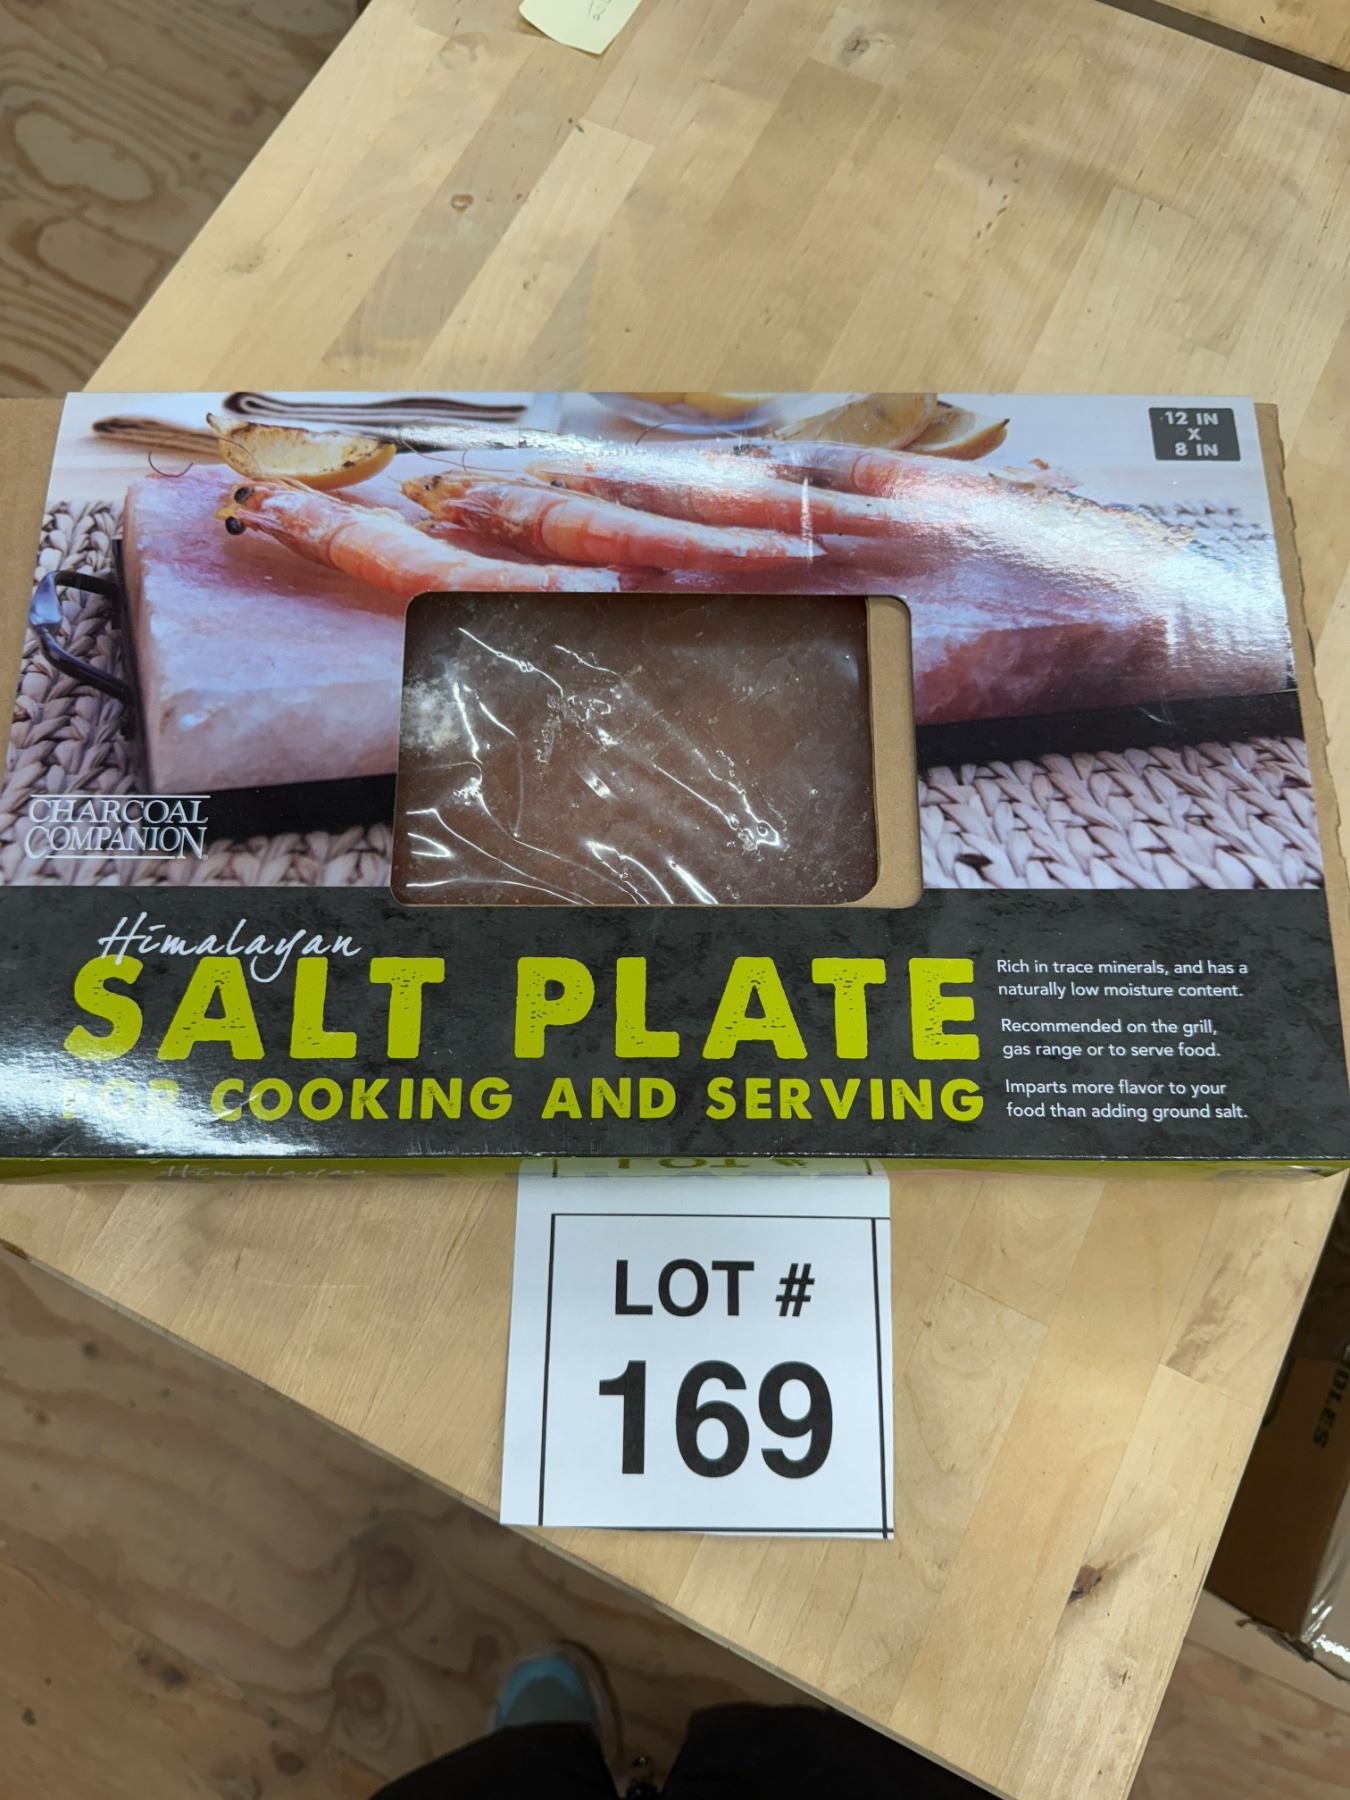 12 IN
X
8 IN
CHARCOAL
COMPANION
Himalayan
SALT PLATE
FOR COOKING AND SERVING
Rich in trace minerals, and has a
naturally low moisture content.
Recommended on the grill,
gas range or to serve food.
Imparts more flavor to your
food than adding ground salt.
Himalayan
LOT #
LOT #
169